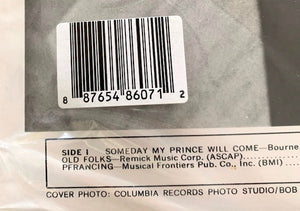 8 87654 86071 2
SIDE 1 SOMEDAY MY PRINCE WILL COME—Bourne
OLD FOLKS—Remick Music Corp. (ASCAP)
PFRANCING—Musical Frontiers Pub. Co., Inc. (BMI)
COVER PHOTO: COLUMBIA RECORDS PHOTO STUDIO/BOB